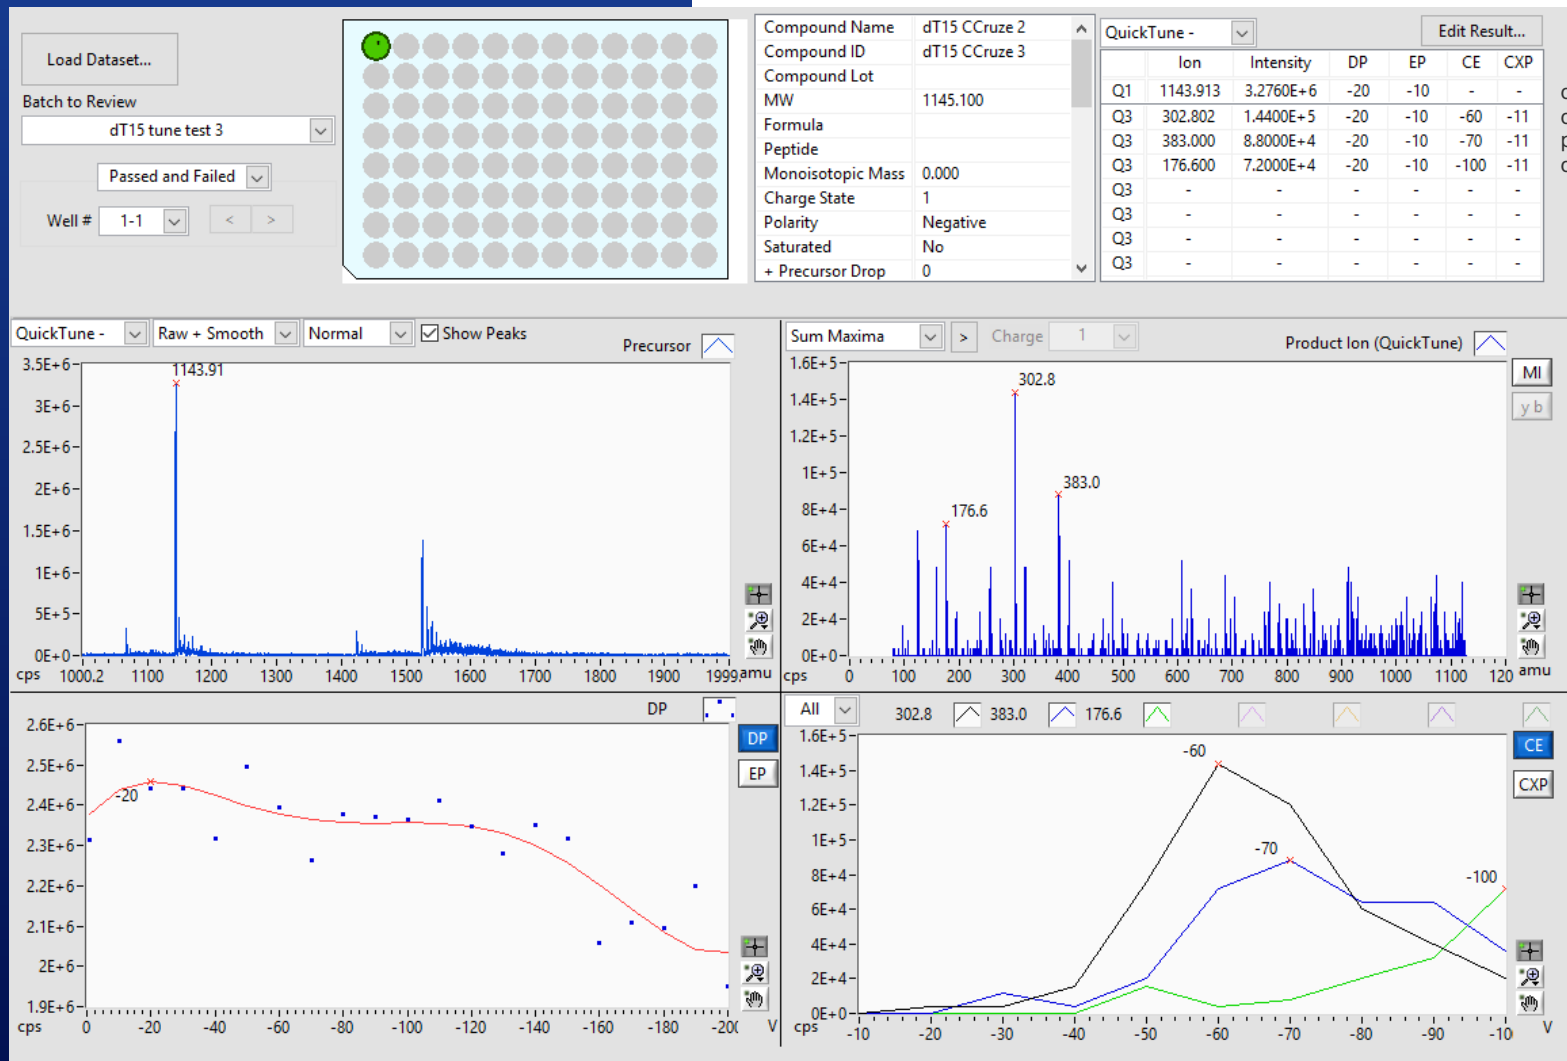 Load Dataset...
Batch to Review
dT15 tune test 3
Passed and Failed
Well # 1-1 < >
Compound Name dT15 CCruze 2
Compound ID dT15 CCruze 3
Compound Lot
MW 1145.100
Formula
Peptide
Monoisotopic Mass 0.000
Charge State 1
Polarity Negative
Saturated No
+ Precursor Drop 0
QuickTune - Edit Result...
Ion Intensity DP EP CE CXP
Q1 1143.913 3.2760E+6 -20 -10 - -
Q3 302.802 1.4400E+5 -20 -10 -60 -11
Q3 383.000 8.8000E+4 -20 -10 -70 -11
Q3 176.600 7.2000E+4 -20 -10 -100 -11
Q3 - - - - - -
Q3 - - - - - -
Q3 - - - - - -
Q3 - - - - - -
QuickTune - Raw + Smooth Normal Show Peaks
Precursor
3.5E+6
3E+6
2.5E+6
2E+6
1.5E+6
1E+6
5E+5
0E+0
1143.91
cps 1000.2 1100 1200 1300 1400 1500 1600 1700 1800 1900 1999 amu
Sum Maxima > Charge 1
Product Ion (QuickTune)
MI
y b
1.6E+5
1.4E+5
1.2E+5
1E+5
8E+4
6E+4
4E+4
2E+4
0E+0
302.8
383.0
176.6
cps 0 100 200 300 400 500 600 700 800 900 1000 1100 120 amu
DP
DP
EP
2.6E+6
2.5E+6
2.4E+6
2.3E+6
2.2E+6
2.1E+6
2E+6
1.9E+6
-20
cps 0 -20 -40 -60 -80 -100 -120 -140 -160 -180 -200 V
All 302.8 383.0 176.6
CE
CXP
1.6E+5
1.4E+5
1.2E+5
1E+5
8E+4
6E+4
4E+4
2E+4
0E+0
-60
-70
-100
cps -10 -20 -30 -40 -50 -60 -70 -80 -90 -10 V